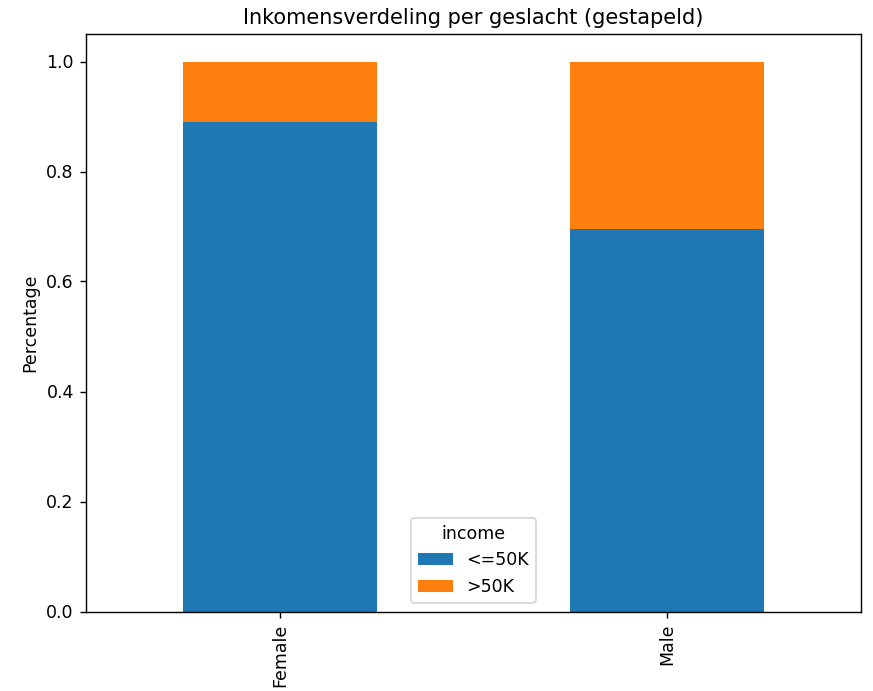 Inkomensverdeling per geslacht (gestapeld)
Percentage
1.0
0.8
0.6
0.4
0.2
0.0
income
<=50K
>50K
Female
Male